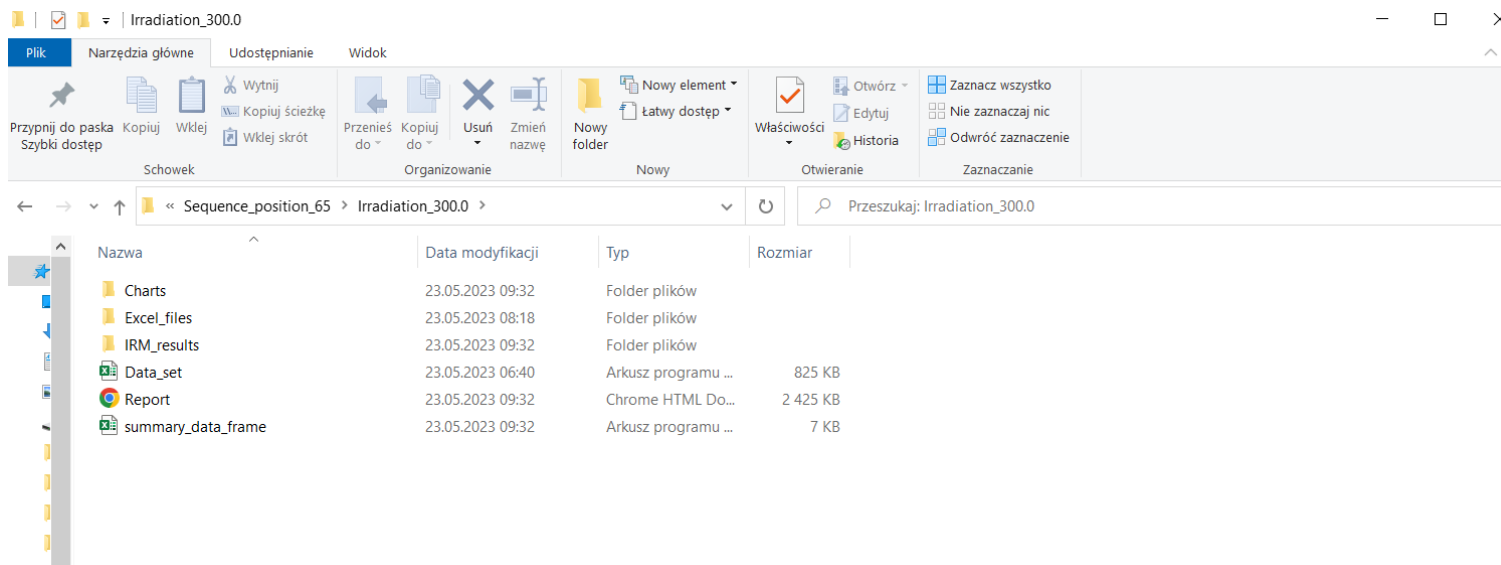 Irradiation_300.0
Plik Narzędzia główne Udostępnianie Widok
Przypnij do paska Szybki dostęp
Kopiuj
Wklej
Wytnij
Kopiuj ścieżkę
Wklej skrót
Schowek
Przenieś do
Kopiuj do
Usuń
Zmień nazwę
Organizowanie
Nowy folder
Nowy element
Łatwy dostęp
Nowy
Właściwości
Otwórz
Edytuj
Historia
Otwieranie
Zaznacz wszystko
Nie zaznaczaj nic
Odwróć zaznaczenie
Zaznaczanie
« Sequence_position_65 > Irradiation_300.0 >
Przeszukaj: Irradiation_300.0
Nazwa Data modyfikacji Typ Rozmiar
Charts 23.05.2023 09:32 Folder plików
Excel_files 23.05.2023 08:18 Folder plików
IRM_results 23.05.2023 09:32 Folder plików
Data_set 23.05.2023 06:40 Arkusz programu ... 825 KB
Report 23.05.2023 09:32 Chrome HTML Do... 2 425 KB
summary_data_frame 23.05.2023 09:32 Arkusz programu ... 7 KB